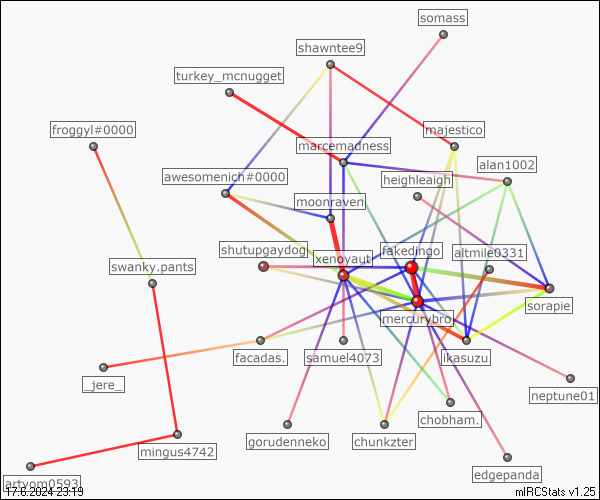 somass
shawntee9
turkey_mcnugget
froggyl#0000
majestico
marcemadness
alan1002
awesomenich#0000
heighleaigh
moonraven
shutupgaydog
fakedingo
altmile0331
xenoyaut
swanky.pants
sorapie
mercurybro
facadas.
samuel4073
ikasuzu
_jere_
neptune01
chobham.
gorudenneko
chunkzter
mingus4742
edgepanda
artyom0593
17.6.2024 23:19
mIRCStats v1.25